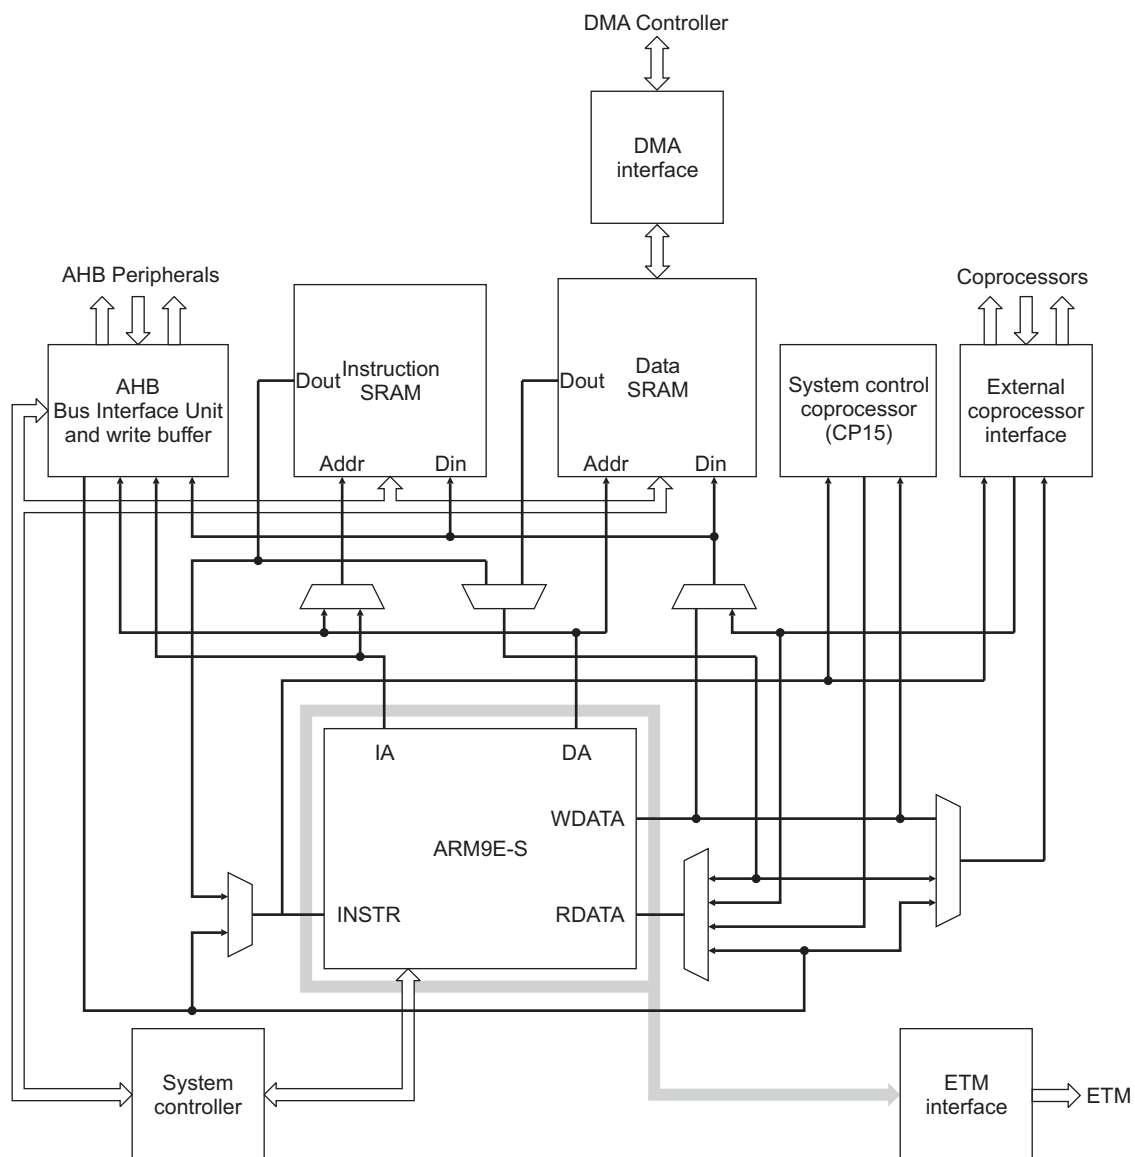 DMA Controller
DMA
interface
AHB Peripherals
Coprocessors
AHB
Bus Interface Unit
and write buffer
Dout
Instruction
SRAM
Addr
Din
Dout
Data
SRAM
Addr
Din
System control
coprocessor
(CP15)
External
coprocessor
interface
IA
DA
WDATA
ARM9E-S
INSTR
RDATA
System
controller
ETM
interface
ETM